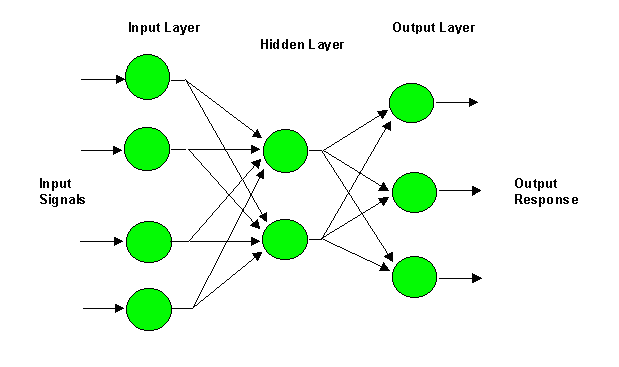 Input Layer
Hidden Layer
Output Layer
Input
Signals
Output
Response